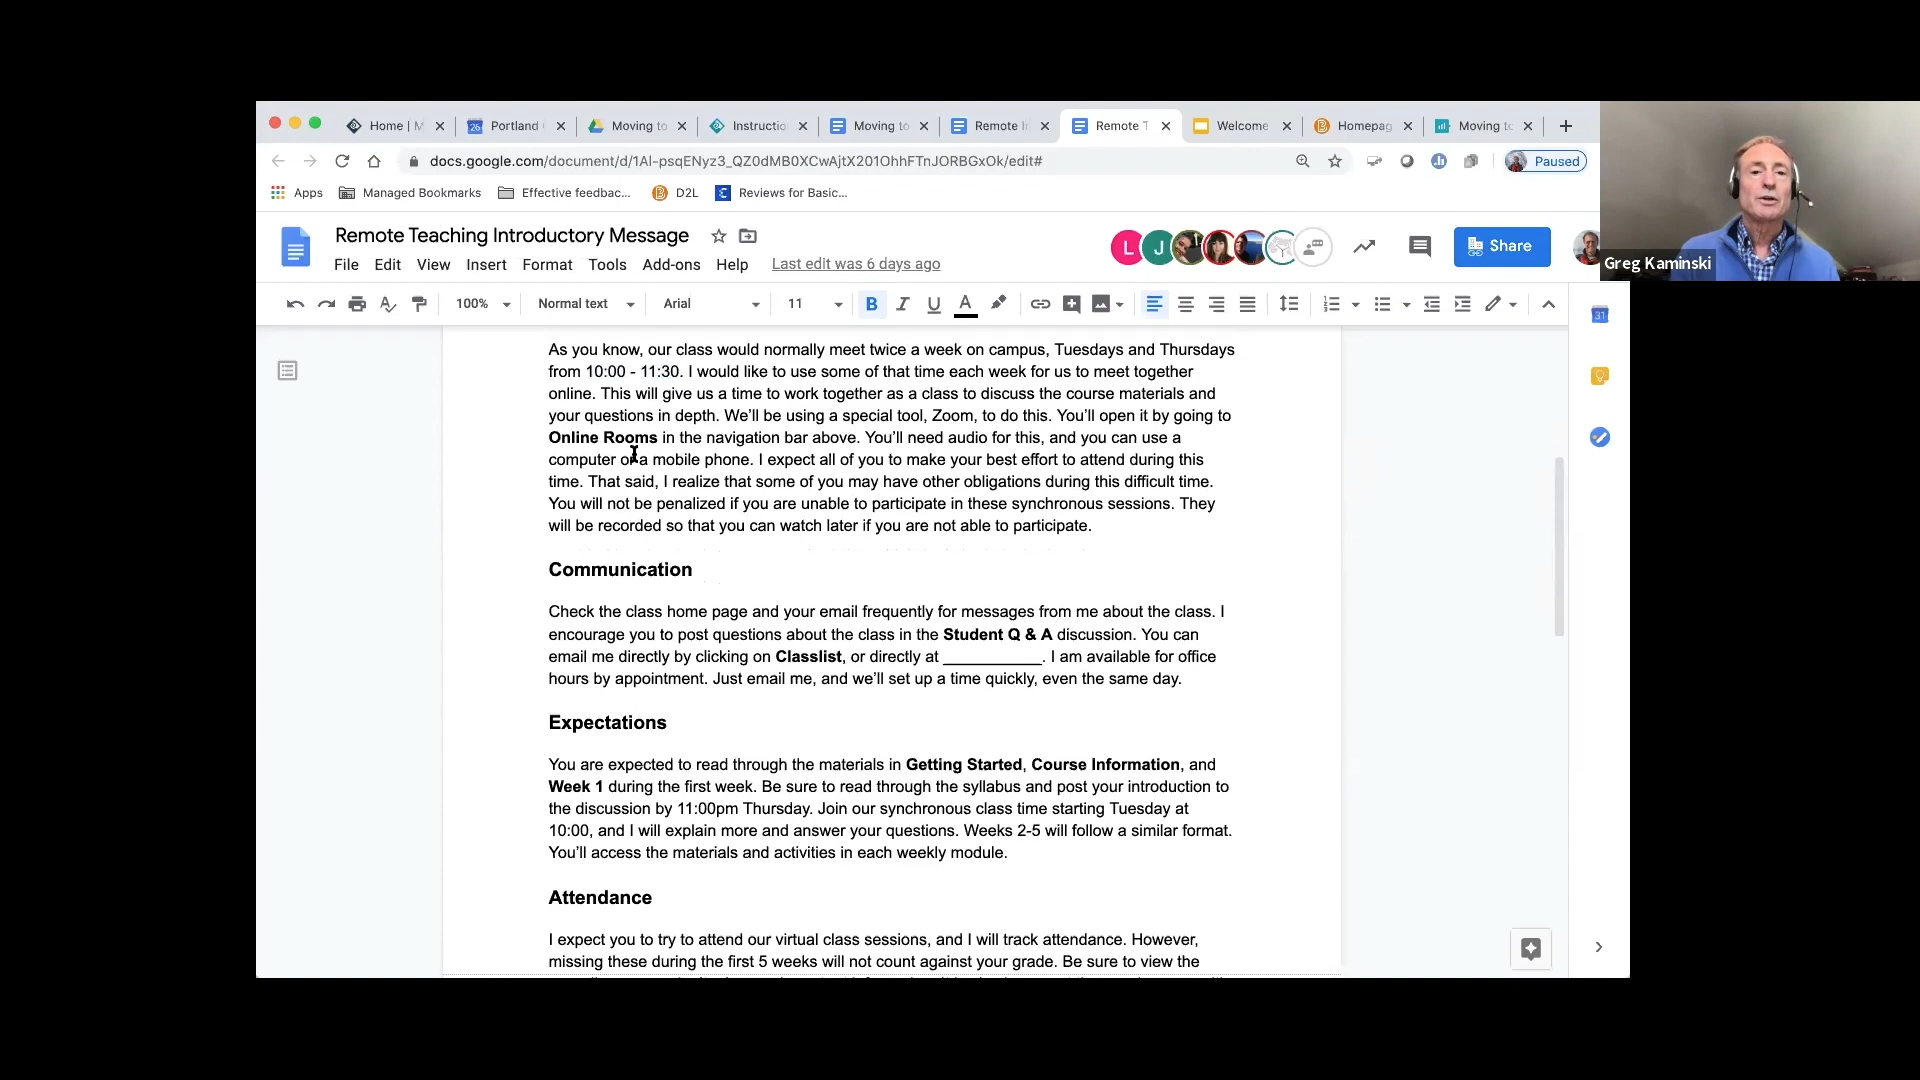 Home | M
Portland
Moving to
Instructio
Moving to
Remote I
Remote T
Welcome
Homepag
Moving to
docs.google.com/document/d/1Al-psqENyz3_QZ0dMB0XCwAjtX201OhhFTnJORBGxOk/edit#
Paused
Apps
Managed Bookmarks
Effective feedbac...
D2L
Reviews for Basic...
Remote Teaching Introductory Message
File Edit View Insert Format Tools Add-ons Help Last edit was 6 days ago
L
J
Share
Greg Kaminski
100% Normal text Arial 11 B I U A
31
As you know, our class would normally meet twice a week on campus, Tuesdays and Thursdays
from 10:00 - 11:30. I would like to use some of that time each week for us to meet together
online. This will give us a time to work together as a class to discuss the course materials and
your questions in depth. We'll be using a special tool, Zoom, to do this. You'll open it by going to
Online Rooms in the navigation bar above. You'll need audio for this, and you can use a
computer or a mobile phone. I expect all of you to make your best effort to attend during this
time. That said, I realize that some of you may have other obligations during this difficult time.
You will not be penalized if you are unable to participate in these synchronous sessions. They
will be recorded so that you can watch later if you are not able to participate.
Communication
Check the class home page and your email frequently for messages from me about the class. I
encourage you to post questions about the class in the Student Q & A discussion. You can
email me directly by clicking on Classlist, or directly at ___________. I am available for office
hours by appointment. Just email me, and we'll set up a time quickly, even the same day.
Expectations
You are expected to read through the materials in Getting Started, Course Information, and
Week 1 during the first week. Be sure to read through the syllabus and post your introduction to
the discussion by 11:00pm Thursday. Join our synchronous class time starting Tuesday at
10:00, and I will explain more and answer your questions. Weeks 2-5 will follow a similar format.
You'll access the materials and activities in each weekly module.
Attendance
I expect you to try to attend our virtual class sessions, and I will track attendance. However,
missing these during the first 5 weeks will not count against your grade. Be sure to view the